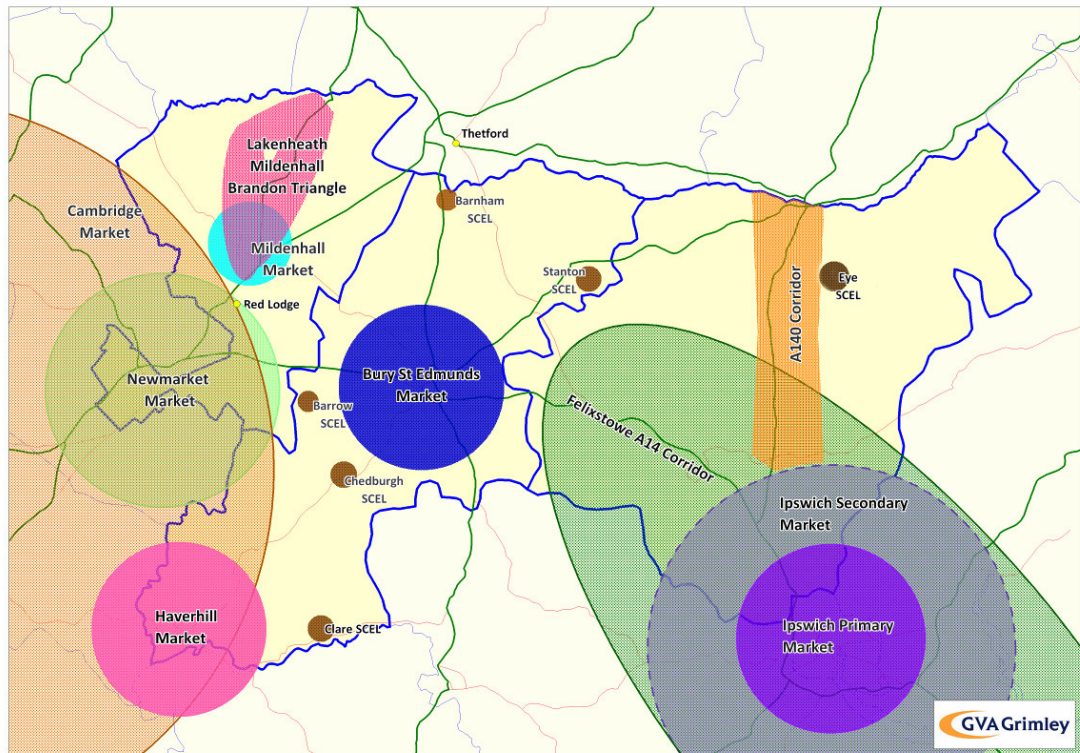 Thetford
Lakenheath
Mildenhall
Brandon Triangle
Barnham
SCEL
Cambridge
Market
Mildenhall
Market
Stanton
SCEL
Eye
SCEL
Red Lodge
A140 Corridor
Newmarket
Market
Bury St Edmunds
Market
Barrow
SCEL
Felixstowe A14 Corridor
Chedburgh
SCEL
Ipswich Secondary
Market
Haverhill
Market
Clare SCEL
Ipswich Primary
Market
GVA Grimley